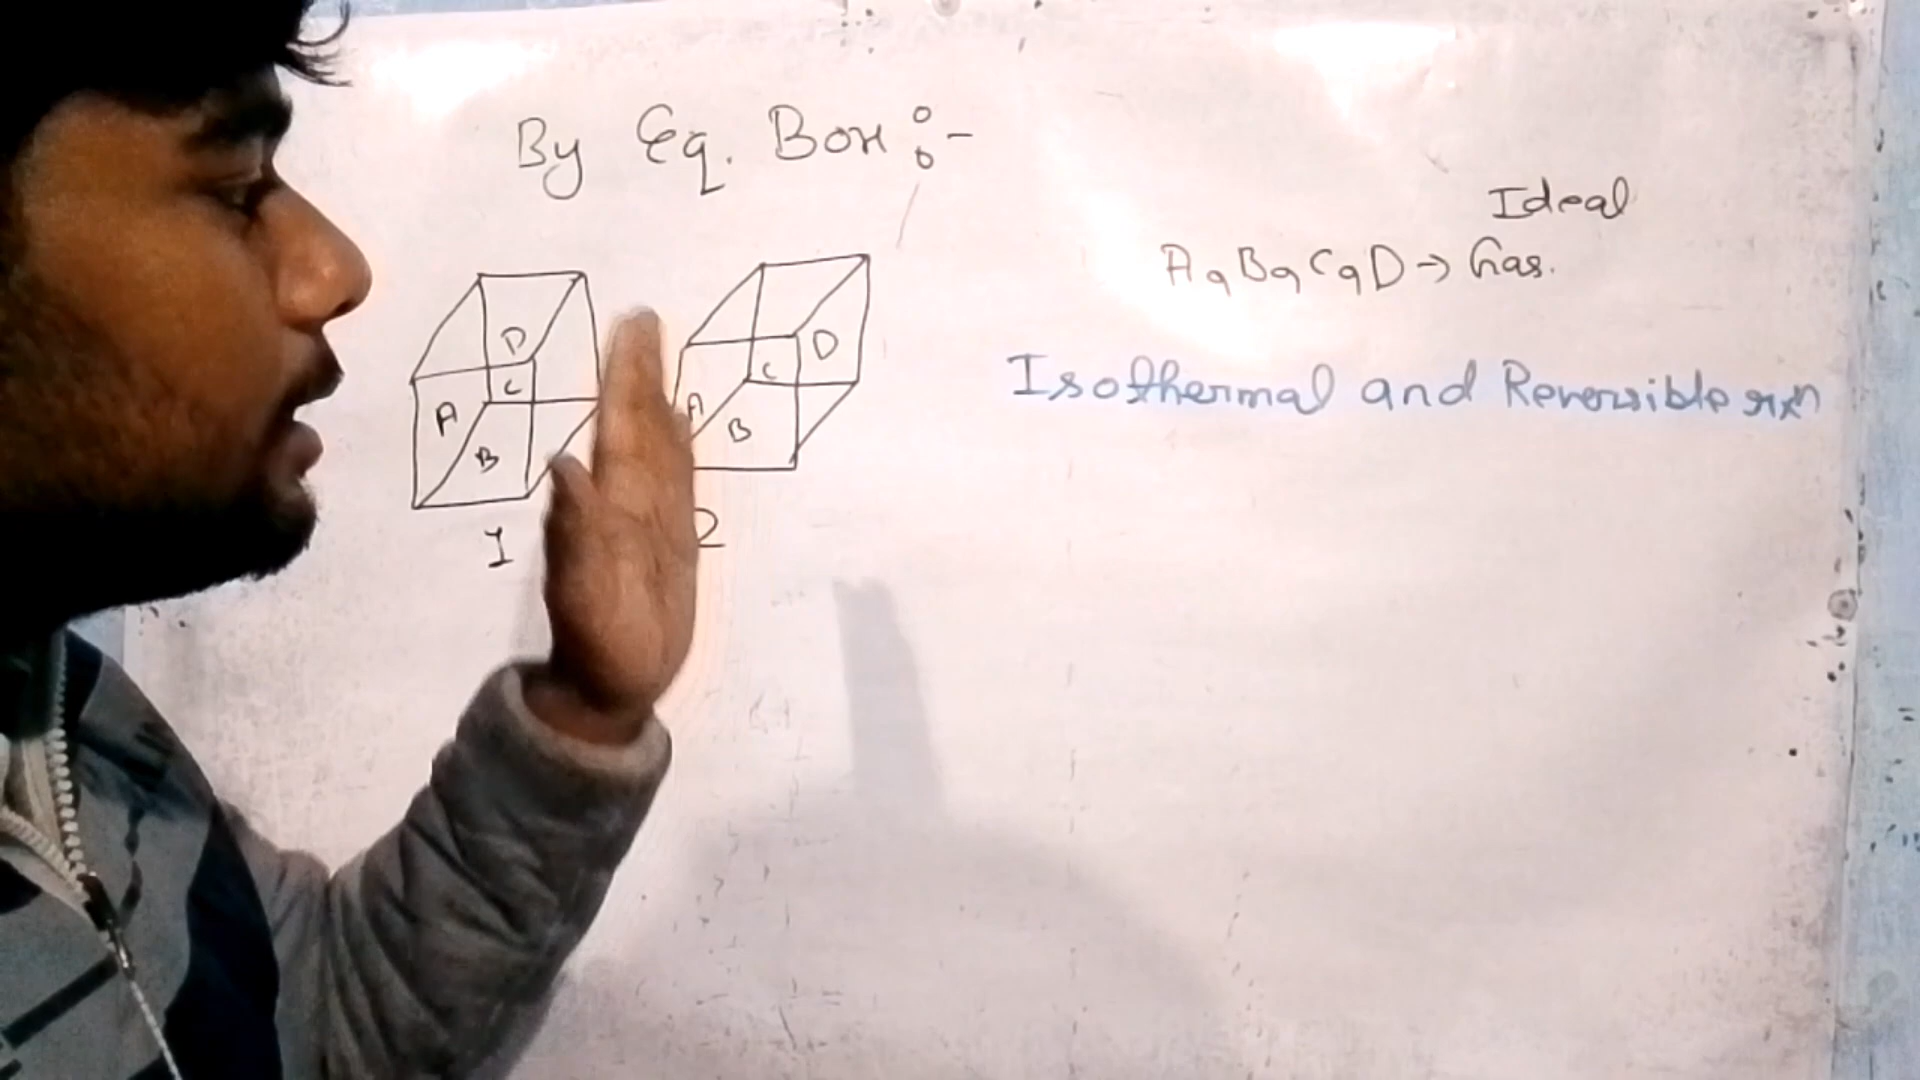 By Eq. Box :-
Ideal
A, B, C, D → Gas.
Isothermal and Reversible rxn
D
C
A
B
1
D
C
A
B
2